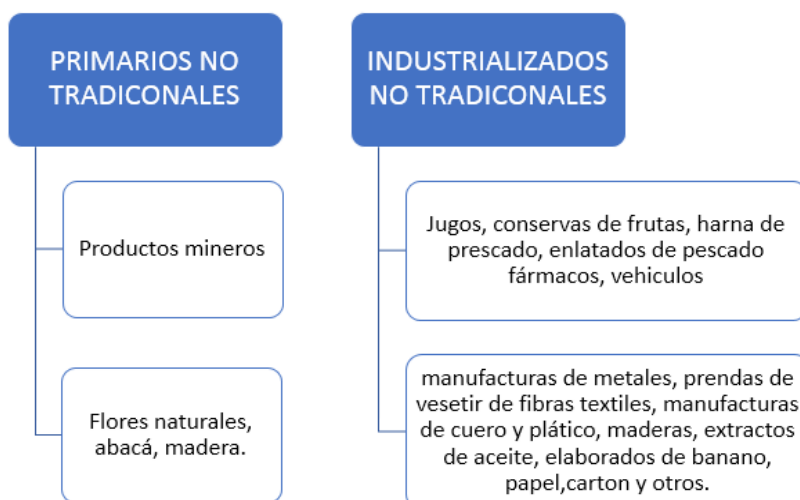 PRIMARIOS NO
TRADICONALES
Productos mineros
Flores naturales,
abacá, madera.
INDUSTRIALIZADOS
NO TRADICONALES
Jugos, conservas de frutas, harna de
prescado, enlatados de pescado
fármacos, vehiculos
manufacturas de metales, prendas de
vesetir de fibras textiles, manufacturas
de cuero y plático, maderas, extractos
de aceite, elaborados de banano,
papel,carton y otros.